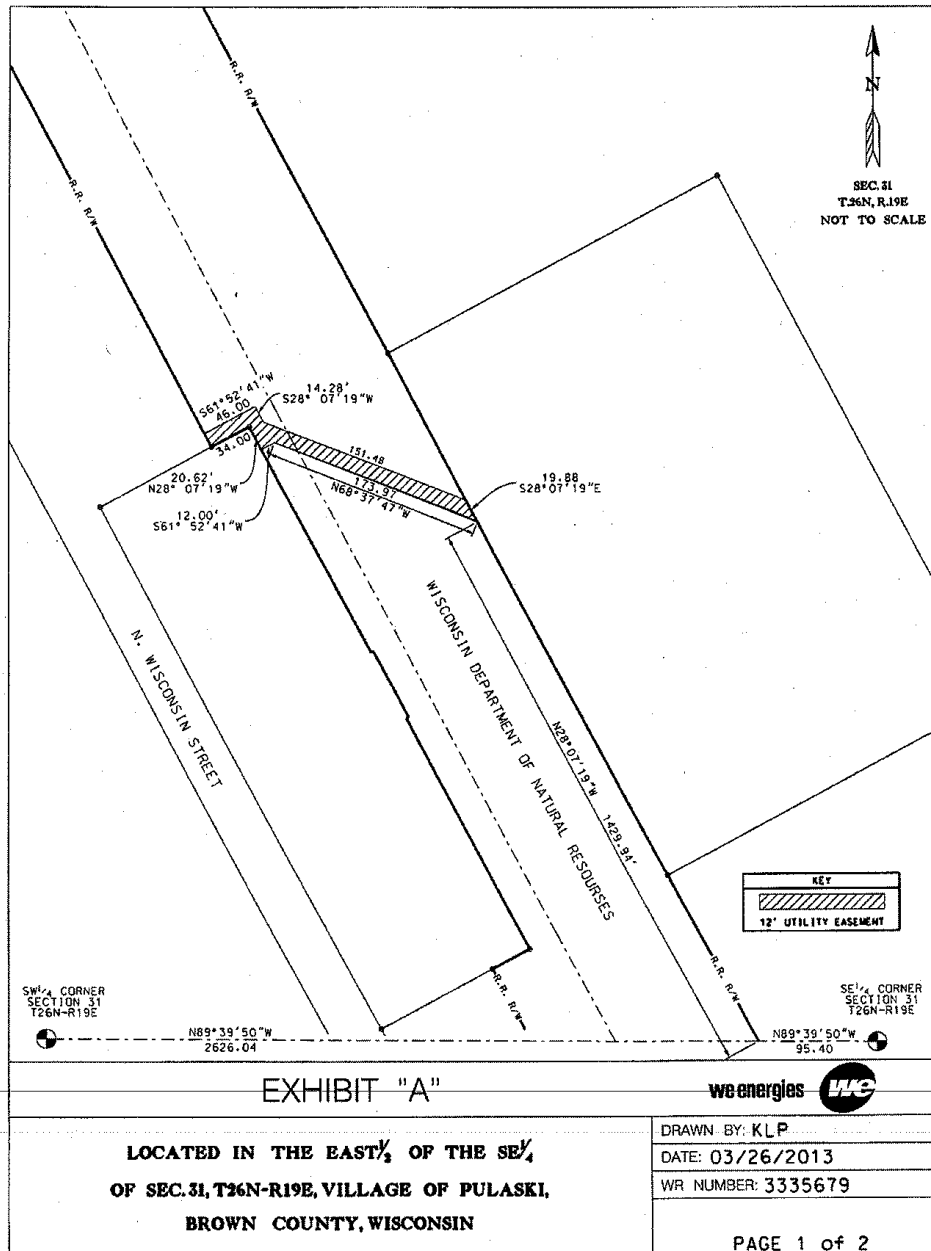 R.R. R/W
R.R. R/W
N
SEC. 31
T.26N, R.19E
NOT TO SCALE
S61°52'41"W
46.00
14.28'
S28° 07'19"W
34.00
20.62'
N28° 07'19"W
12.00'
S61° 52'41"W
151.48
173.97
N68°37'47"W
19.88
S28°07'19"E
N. WISCONSIN STREET
WISCONSIN DEPARTMENT OF NATURAL RESOURSES
N28°07'19"W 1429.94'
KEY
12' UTILITY EASEMENT
R.R. R/W
R.R. R/W
SW¼ CORNER
SECTION 31
T26N-R19E
SE¼ CORNER
SECTION 31
T26N-R19E
N89°39'50"W
2626.04
N89°39'50"W
95.40
EXHIBIT "A"
we energies we
LOCATED IN THE EAST½ OF THE SE¼
OF SEC.31, T26N-R19E, VILLAGE OF PULASKI,
BROWN COUNTY, WISCONSIN
DRAWN BY: KLP
DATE: 03/26/2013
WR NUMBER: 3335679
PAGE 1 of 2